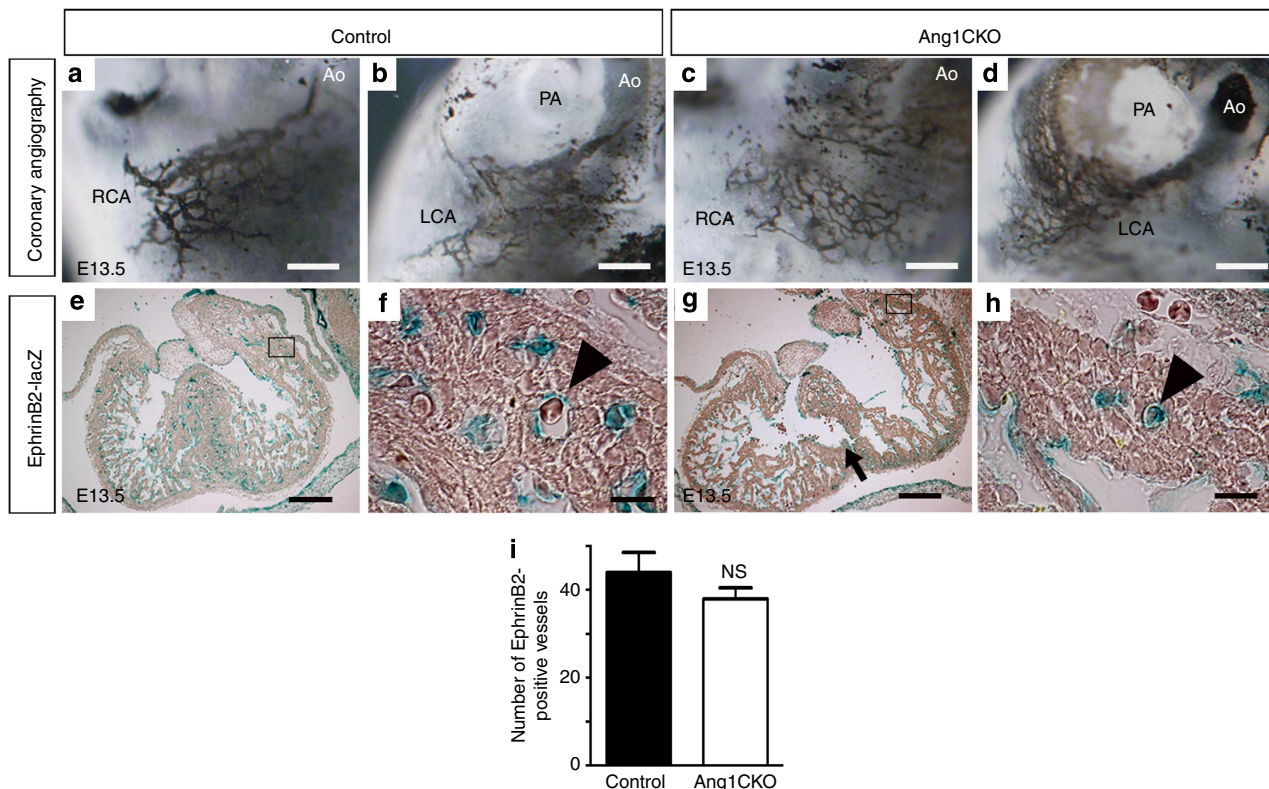 Control
Ang1CKO
Coronary angiography
a
Ao
RCA
E13.5
b
PA
Ao
LCA
c
Ao
RCA
E13.5
d
PA
Ao
LCA
EphrinB2-lacZ
e
E13.5
f
g
E13.5
h
i
Number of EphrinB2-
positive vessels
40
20
0
NS
Control
Ang1CKO